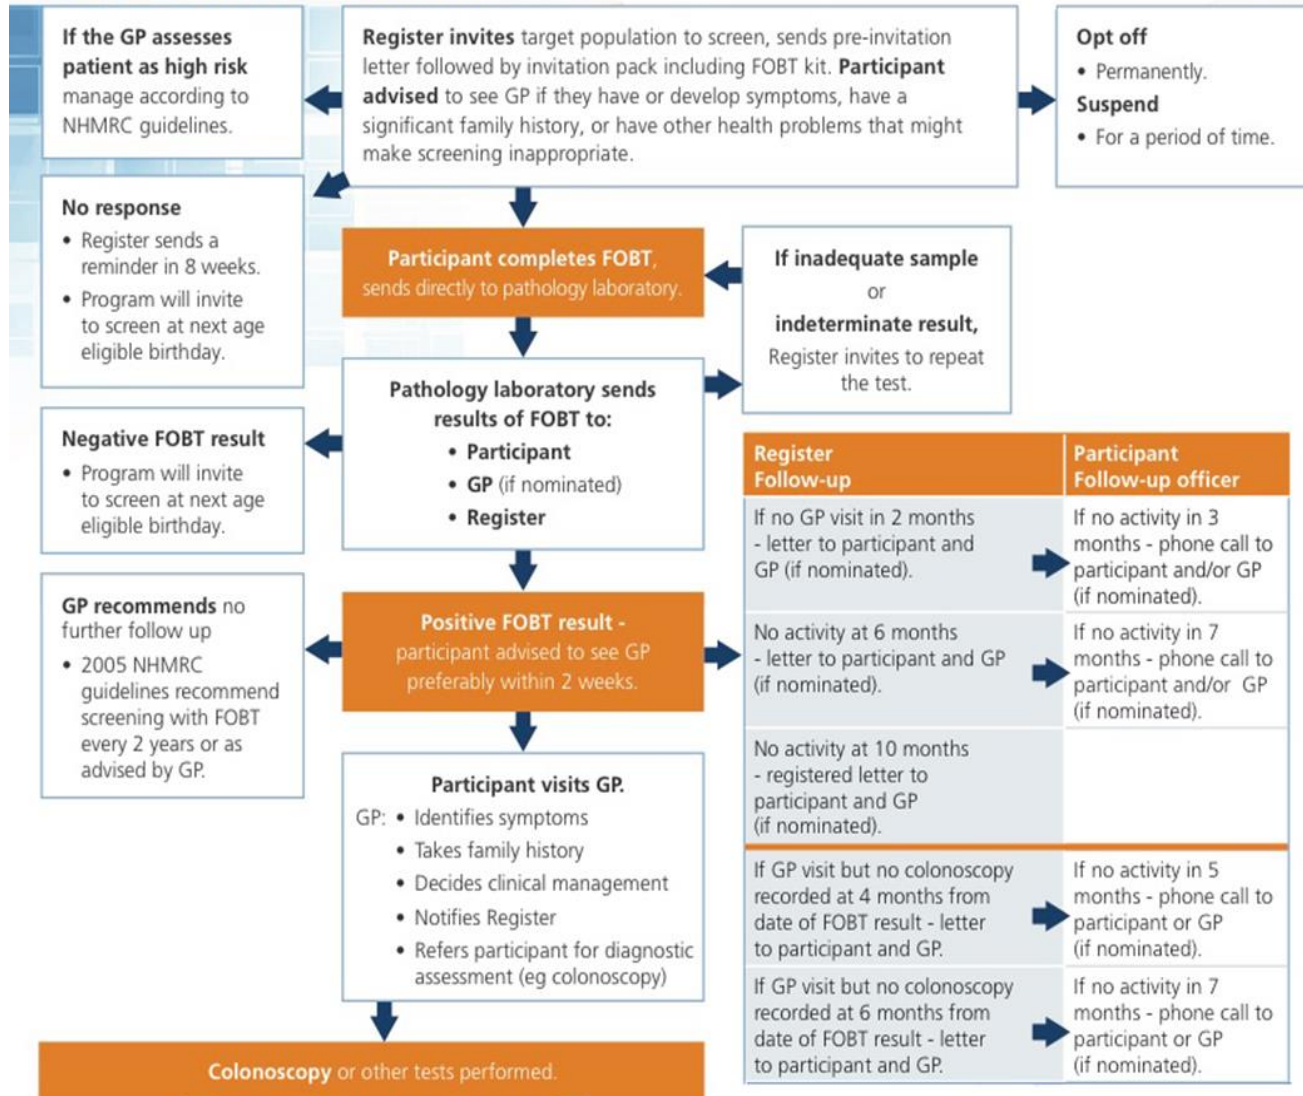 If the GP assesses
patient as high risk
manage according to
NHMRC guidelines.
Register invites target population to screen, sends pre-invitation
letter followed by invitation pack including FOBT kit. Participant
advised to see GP if they have or develop symptoms, have a
significant family history, or have other health problems that might
make screening inappropriate.
Opt off
• Permanently.
Suspend
• For a period of time.
No response
• Register sends a
reminder in 8 weeks.
• Program will invite
to screen at next age
eligible birthday.
Participant completes FOBT,
sends directly to pathology laboratory.
If inadequate sample
or
indeterminate result,
Register invites to repeat
the test.
Pathology laboratory sends
results of FOBT to:
• Participant
• GP (if nominated)
• Register
Negative FOBT result
• Program will invite
to screen at next age
eligible birthday.
GP recommends no
further follow up
• 2005 NHMRC
guidelines recommend
screening with FOBT
every 2 years or as
advised by GP.
Positive FOBT result -
participant advised to see GP
preferably within 2 weeks.
Participant visits GP.
GP: • Identifies symptoms
• Takes family history
• Decides clinical management
• Notifies Register
• Refers participant for diagnostic
assessment (eg colonoscopy)
Colonoscopy or other tests performed.
Register
Follow-up
Participant
Follow-up officer
If no GP visit in 2 months
- letter to participant and
GP (if nominated).
If no activity in 3
months - phone call to
participant and/or GP
(if nominated).
No activity at 6 months
- letter to participant and GP
(if nominated).
If no activity in 7
months - phone call to
participant and/or GP
(if nominated).
No activity at 10 months
- registered letter to
participant and GP
(if nominated).
If GP visit but no colonoscopy
recorded at 4 months from
date of FOBT result - letter
to participant and GP.
If no activity in 5
months - phone call to
participant or GP
(if nominated).
If GP visit but no colonoscopy
recorded at 6 months from
date of FOBT result - letter
to participant and GP.
If no activity in 7
months - phone call to
participant or GP
(if nominated).